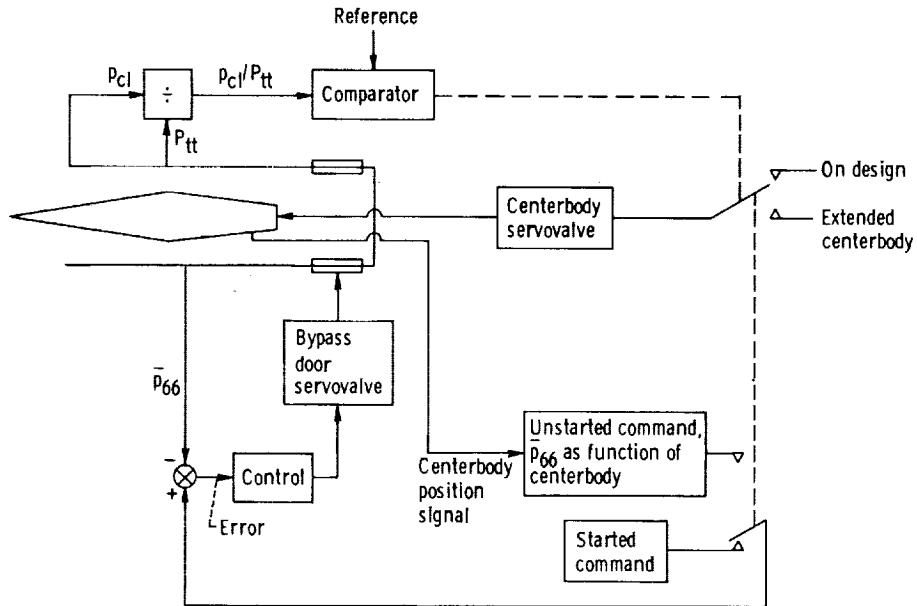 Reference
p_cl
p_cl/P_tt
÷
Comparator
P_tt
On design
Centerbody
servovalve
Extended
centerbody
Bypass
door
servovalve
p̅_66
Unstarted command,
p̅_66 as function of
centerbody
−
+
Control
Centerbody
position
signal
Error
Started
command